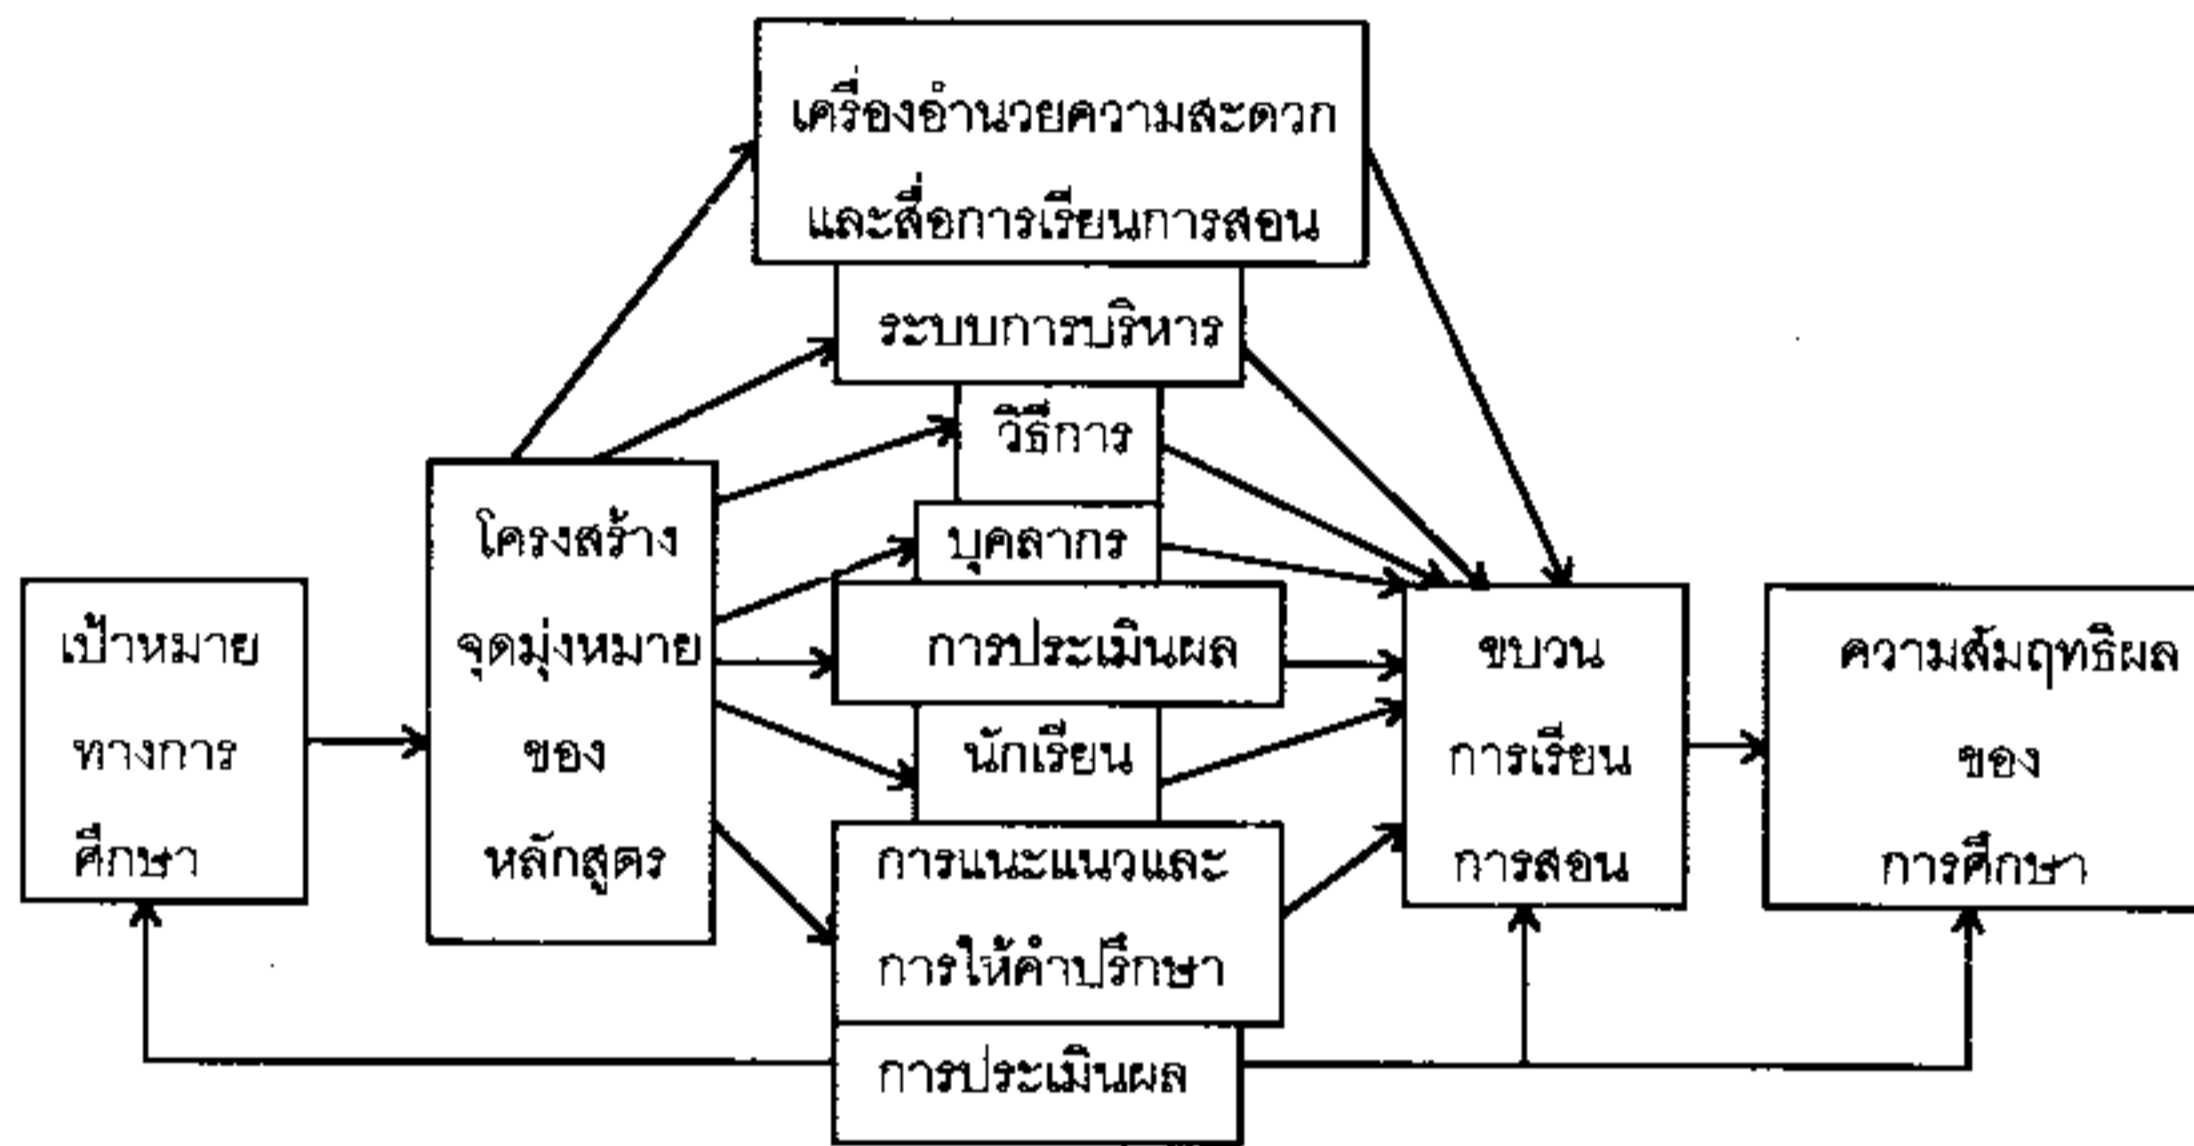 เป้าหมาย
ทางการ
ศึกษา
โครงสร้าง
จุดมุ่งหมาย
ของ
หลักสูตร
เครื่องอำนวยความสะดวก
และสื่อการเรียนการสอน
ระบบการบริหาร
วิธีการ
บุคลากร
การประเมินผล
นักเรียน
การแนะแนวและ
การให้คำปรึกษา
การประเมินผล
ขบวน
การเรียน
การสอน
ความสัมฤทธิผล
ของ
การศึกษา